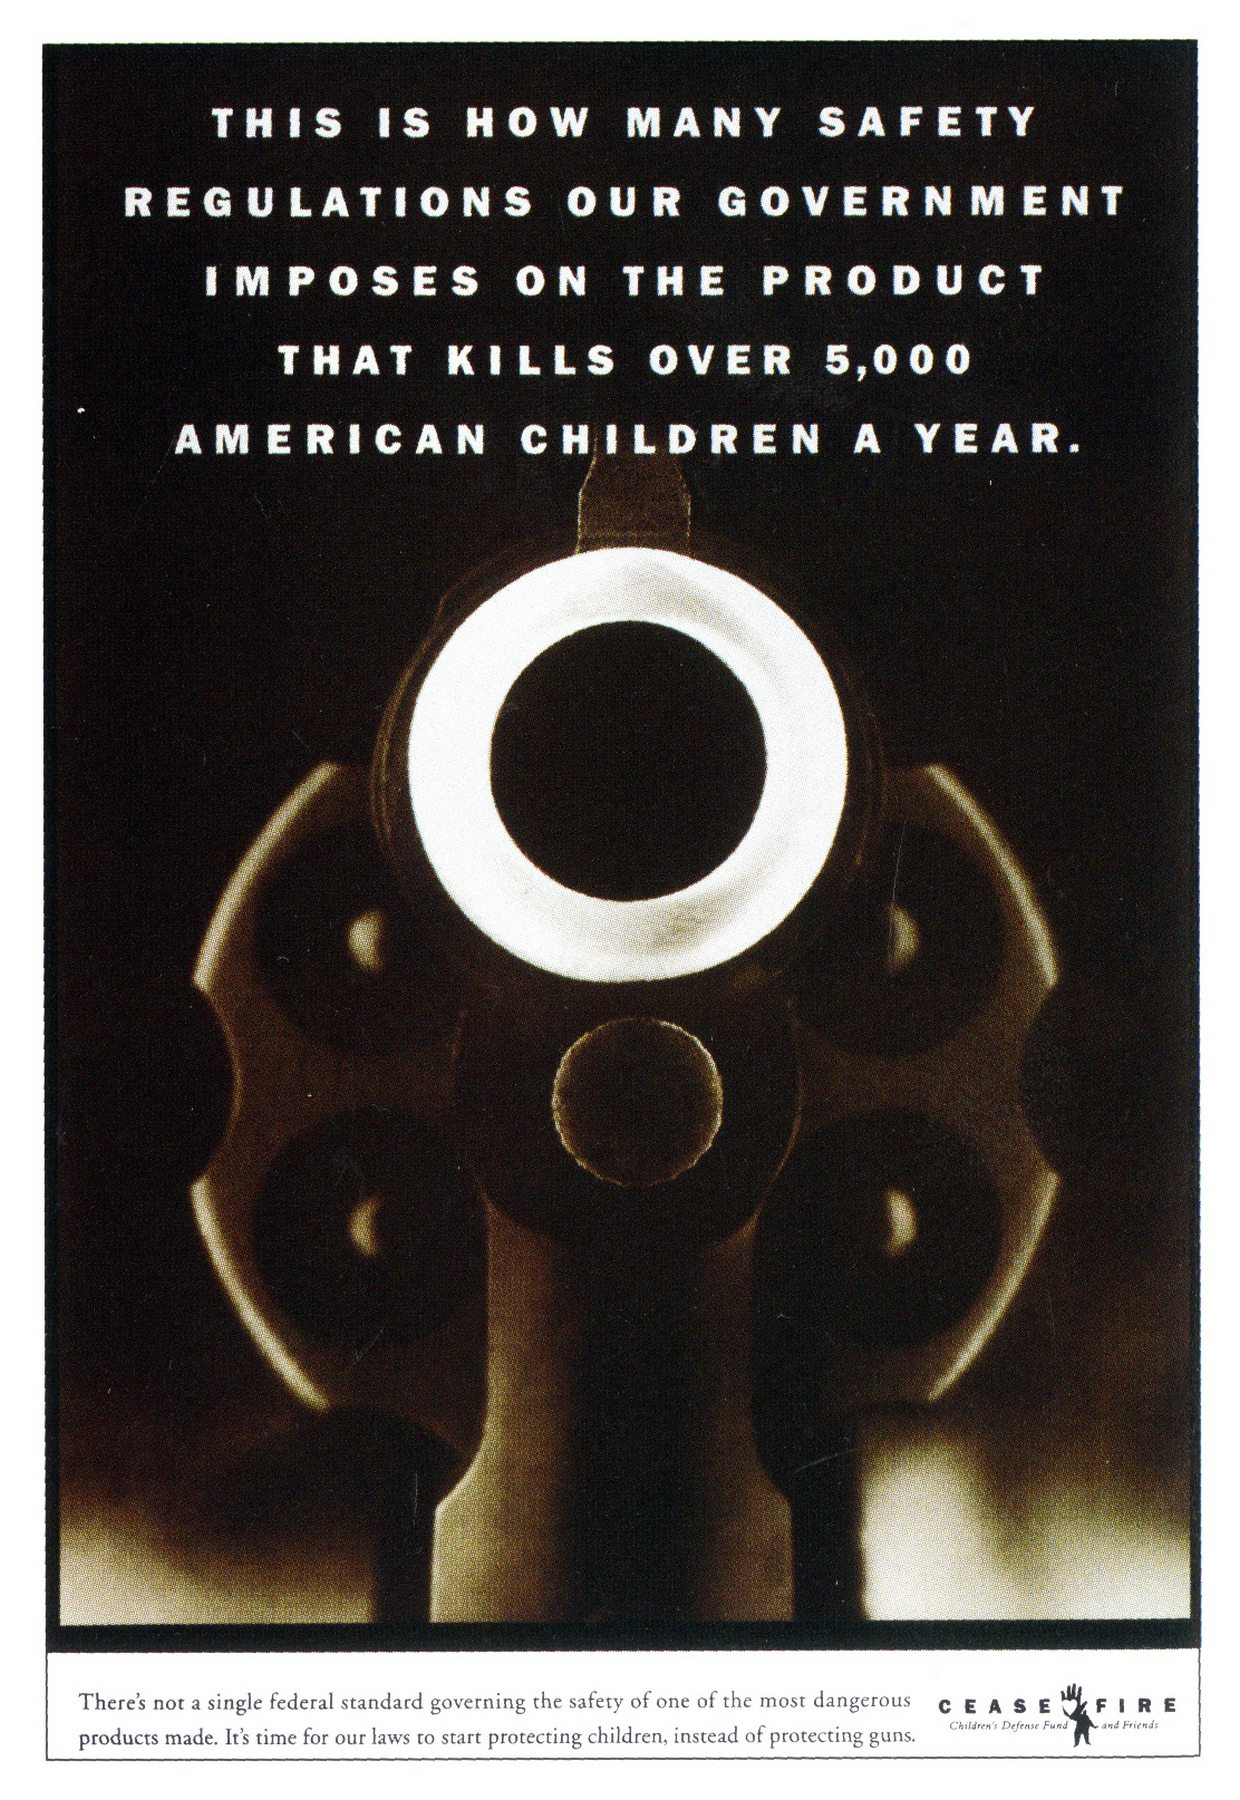 THIS IS HOW MANY SAFETY
REGULATIONS OUR GOVERNMENT
IMPOSES ON THE PRODUCT
THAT KILLS OVER 5,000
AMERICAN CHILDREN A YEAR.
There's not a single federal standard governing the safety of one of the most dangerous
products made. It's time for our laws to start protecting children, instead of protecting guns.
CEASE FIRE
Children's Defense Fund and Friends